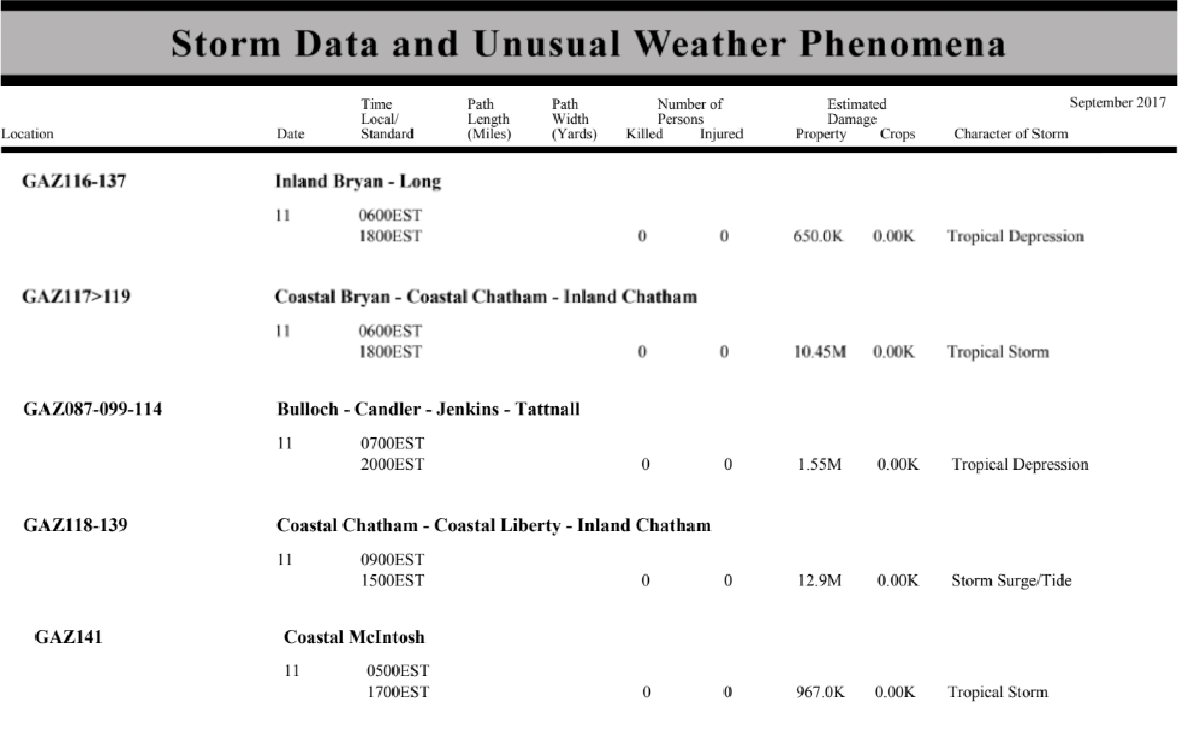 Storm Data and Unusual Weather Phenomena
September 2017
Location Date Time Local/ Standard Path Length (Miles) Path Width (Yards) Number of Persons Killed Injured Estimated Damage Property Crops Character of Storm
GAZ116-137 Inland Bryan - Long
11 0600EST
1800EST 0 0 650.0K 0.00K Tropical Depression
GAZ117>119 Coastal Bryan - Coastal Chatham - Inland Chatham
11 0600EST
1800EST 0 0 10.45M 0.00K Tropical Storm
GAZ087-099-114 Bulloch - Candler - Jenkins - Tattnall
11 0700EST
2000EST 0 0 1.55M 0.00K Tropical Depression
GAZ118-139 Coastal Chatham - Coastal Liberty - Inland Chatham
11 0900EST
1500EST 0 0 12.9M 0.00K Storm Surge/Tide
GAZ141 Coastal McIntosh
11 0500EST
1700EST 0 0 967.0K 0.00K Tropical Storm